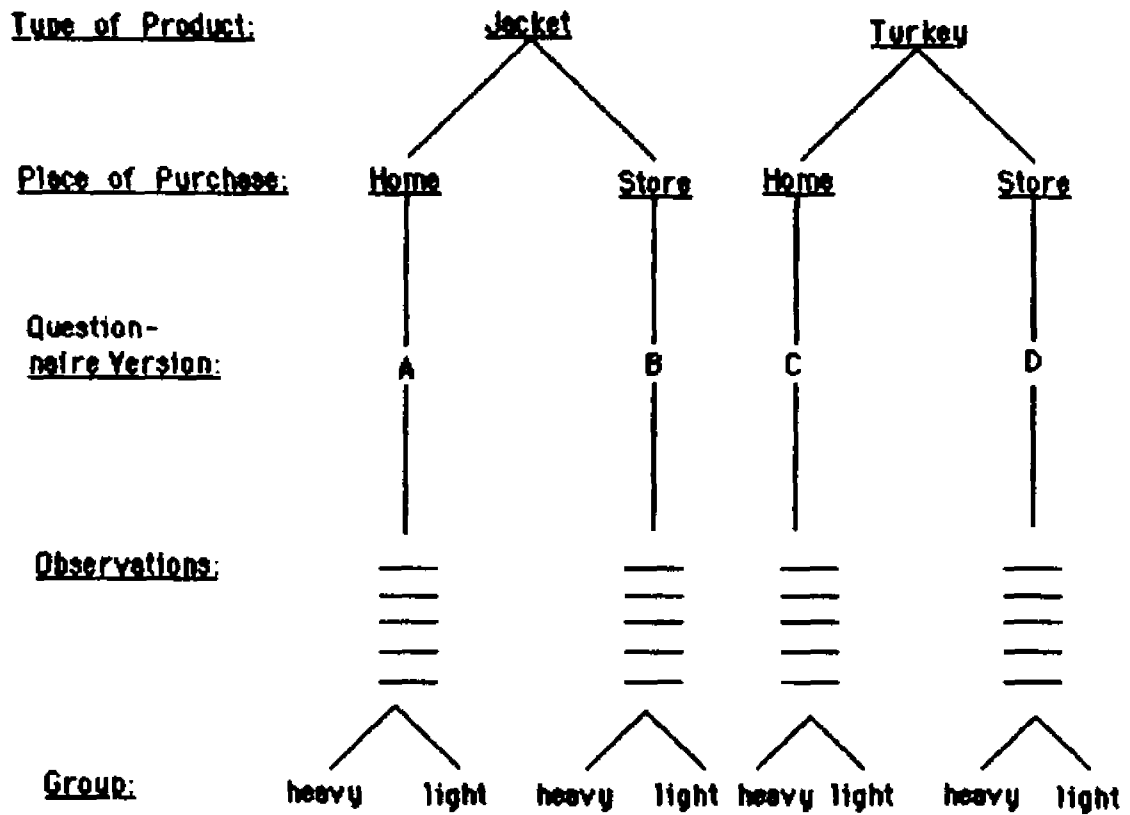 Type of Product: Jacket Turkey
Place of Purchase: Home Store Home Store
Question-
naire Version: A B C D
Observations:
Group: heavy light heavy light heavy light heavy light